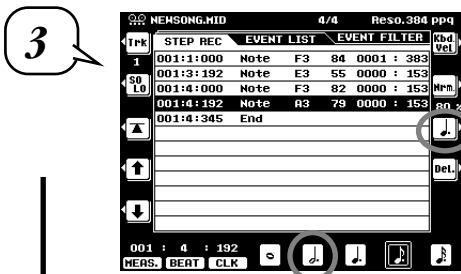 3
NEWSONG.MID 4/4 Reso.384 ppq
Trk STEP REC EVENT LIST EVENT FILTER Kbd. Vel
1 001:1:000 Note F3 84 0001 : 383
001:3:192 Note E3 55 0000 : 153
SO LO 001:4:000 Note F3 82 0000 : 153 Nrm.
001:4:192 Note A3 79 0000 : 153 80 %
001:4:345 End
Del.
001 : 4 : 192
MEAS. BEAT CLK